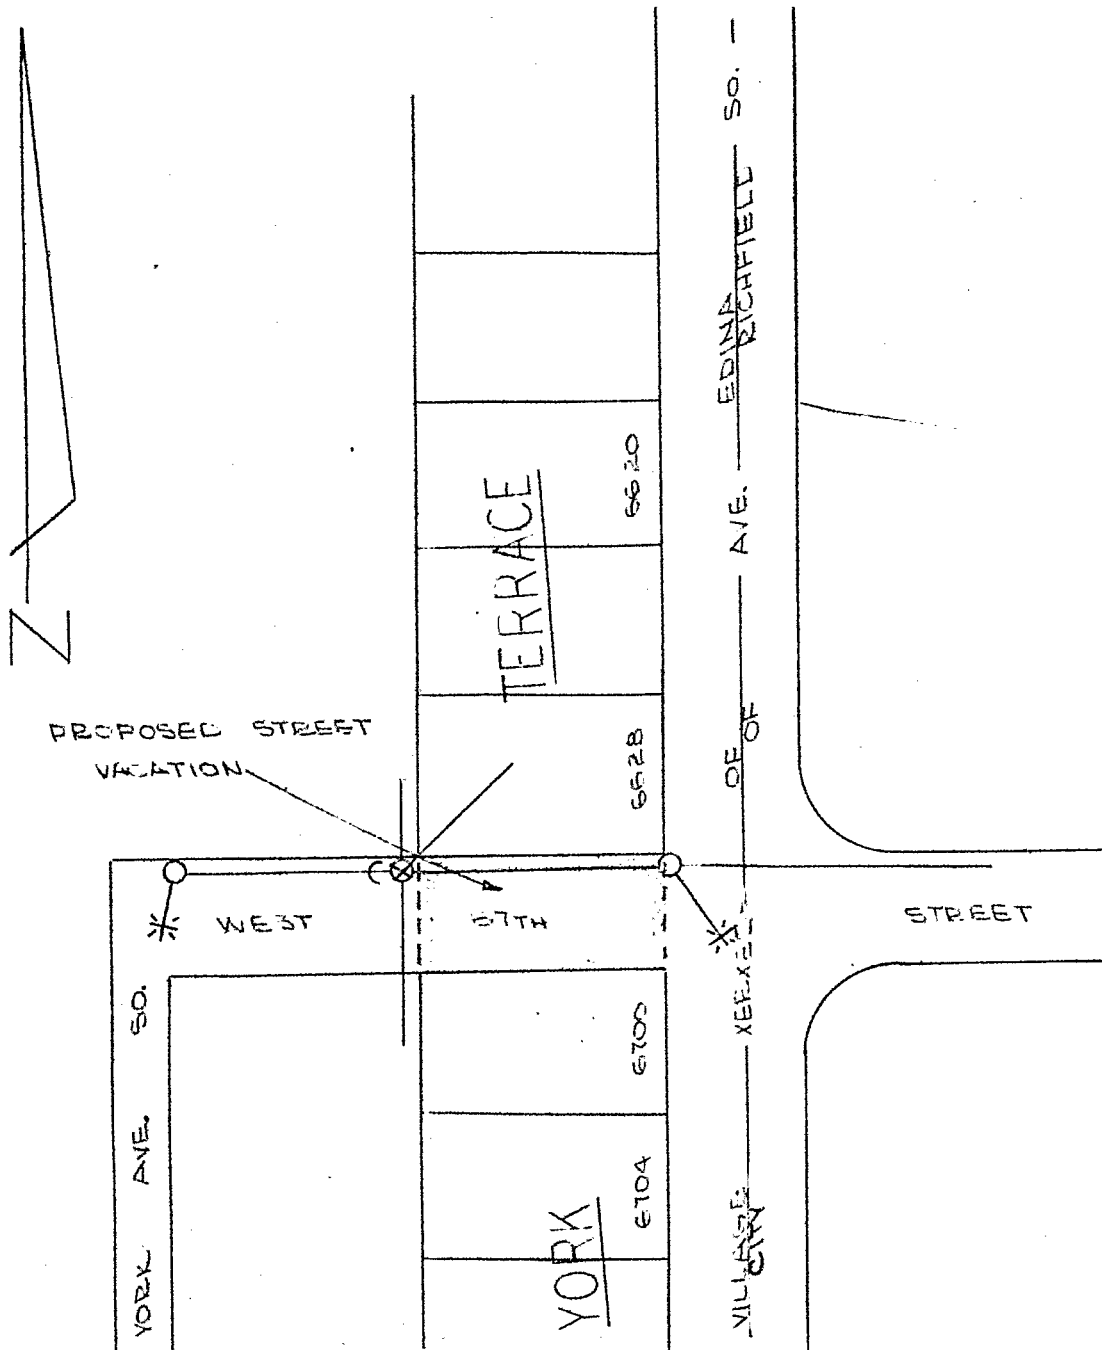 Z
PROPOSED STREET
VACATION
WEST 67TH STREET
YORK AVE. SO.
YORK TERRACE
6620
6628
6700
6704
XERXES AVE. SO.
VILLAGE OF EDINA
CITY OF RICHFIELD